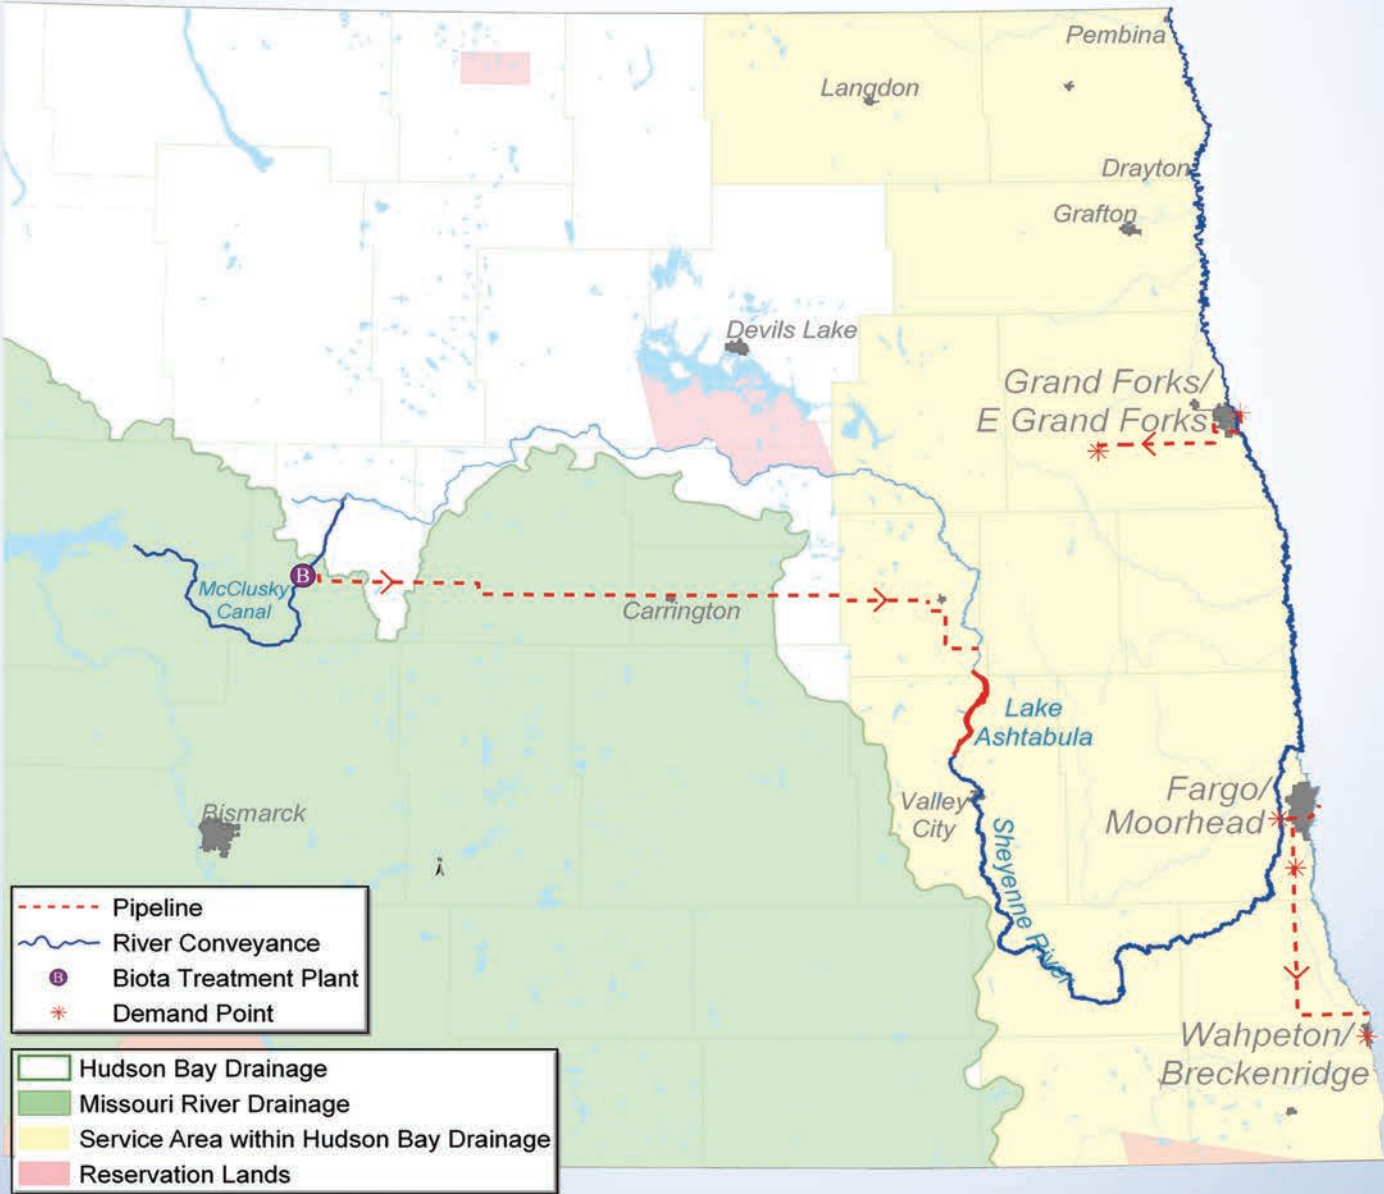 Pembina
Langdon
Drayton
Grafton
Devils Lake
Grand Forks/
E Grand Forks
McClusky
Canal
B
Carrington
Lake
Ashtabula
Fargo/
Moorhead
Valley
City
Bismarck
Sheyenne River
Wahpeton/
Breckenridge
Pipeline
River Conveyance
B Biota Treatment Plant
Demand Point
Hudson Bay Drainage
Missouri River Drainage
Service Area within Hudson Bay Drainage
Reservation Lands